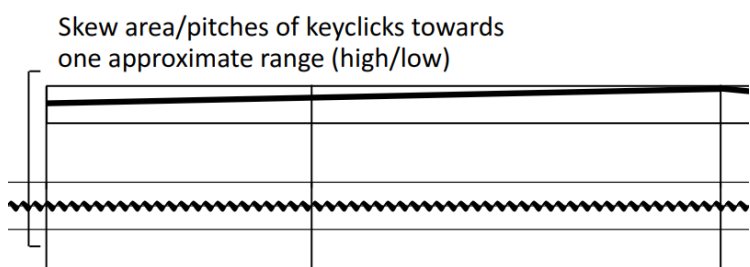 Skew area/pitches of keyclicks towards
one approximate range (high/low)